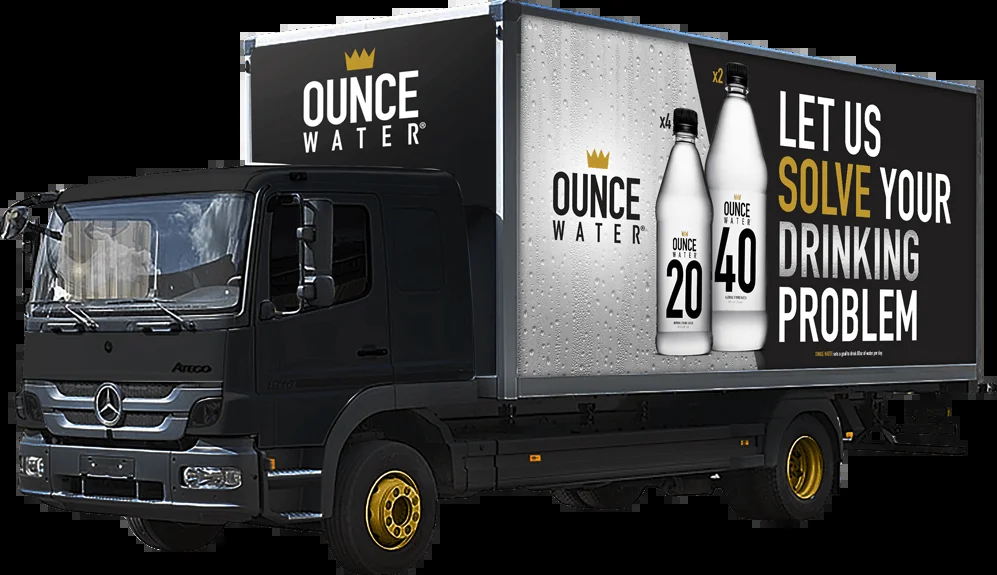 OUNCE
WATER®
OUNCE
WATER®
x4
x2
OUNCE
WATER
20
OUNCE
WATER
40
LET US
SOLVE YOUR
DRINKING
PROBLEM
ATEGO